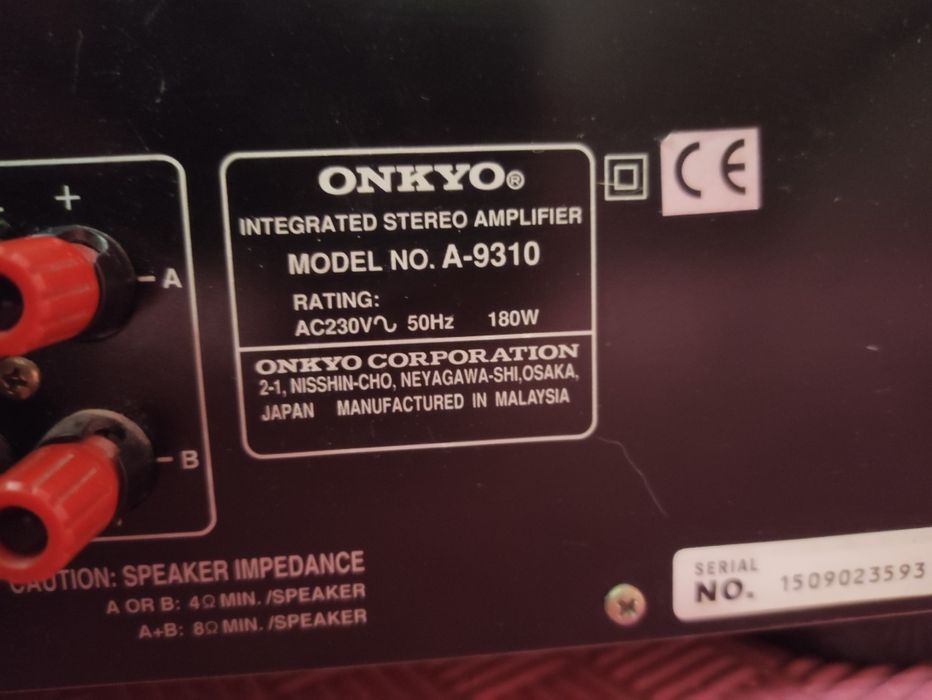 +
A
B
ONKYO®
INTEGRATED STEREO AMPLIFIER
MODEL NO. A-9310
RATING:
AC230V∿ 50Hz 180W
ONKYO CORPORATION
2-1, NISSHIN-CHO, NEYAGAWA-SHI,OSAKA,
JAPAN MANUFACTURED IN MALAYSIA
CE
CAUTION: SPEAKER IMPEDANCE
A OR B: 4Ω MIN. /SPEAKER
A+B: 8Ω MIN. /SPEAKER
SERIAL
NO. 1509023593